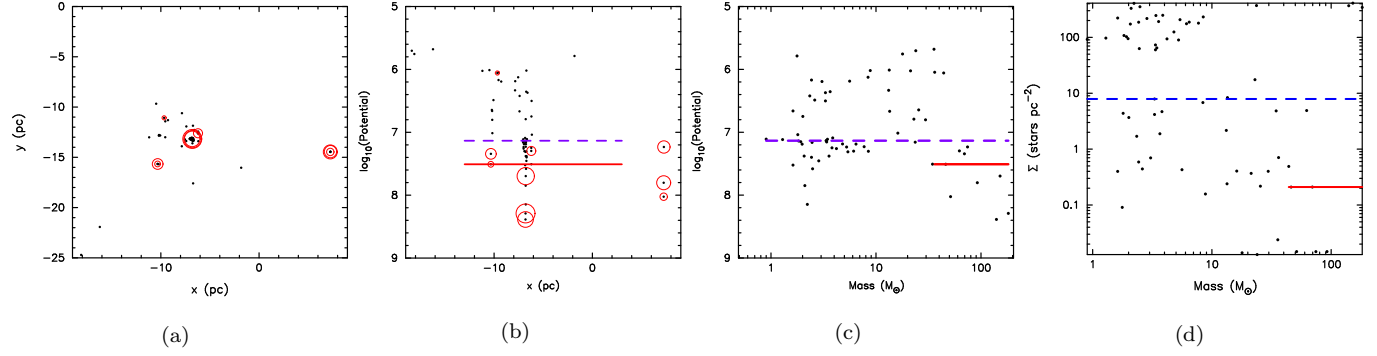 0
−5
−10
−15
−20
−25
y (pc)
−10
0
x (pc)
(a)
5
6
7
8
9
log₁₀(Potential)
−10
0
x (pc)
(b)
5
6
7
8
9
log₁₀(Potential)
1
10
100
Mass (M⊙)
(c)
100
10
1
0.1
Σ (stars pc⁻²)
1
10
100
Mass (M⊙)
(d)